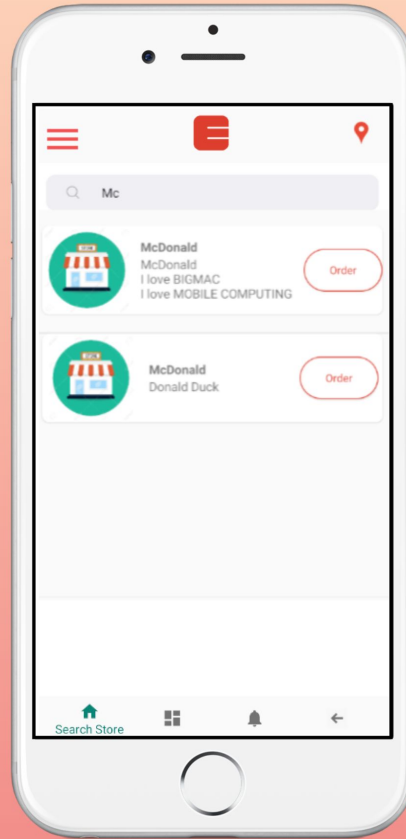 Mc
McDonald
McDonald
I love BIGMAC
I love MOBILE COMPUTING
Order
McDonald
Donald Duck
Order
Search Store